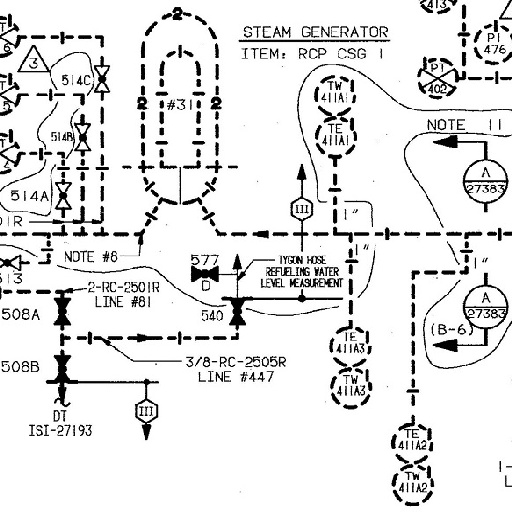 413
STEAM GENERATOR
ITEM: RCP CSG 1
2
6
3
514C
PI
476
PI
402
TW
411A1
#31
2
2
5
514B
TE
411A1
NOTE 11
A
27383
514A
1"
III
01R
NOTE #6
577
D
TYGON HOSE
REFUELING WATER
LEVEL MEASUREMENT
1"
1"
513
2-RC-2501R
LINE #81
A
27383
508A
540
(B-6)
TE
411A3
3/8-RC-2505R
LINE #447
508B
TW
411A3
III
DT
ISI-27193
TE
411A2
TW
411A2
1-
L